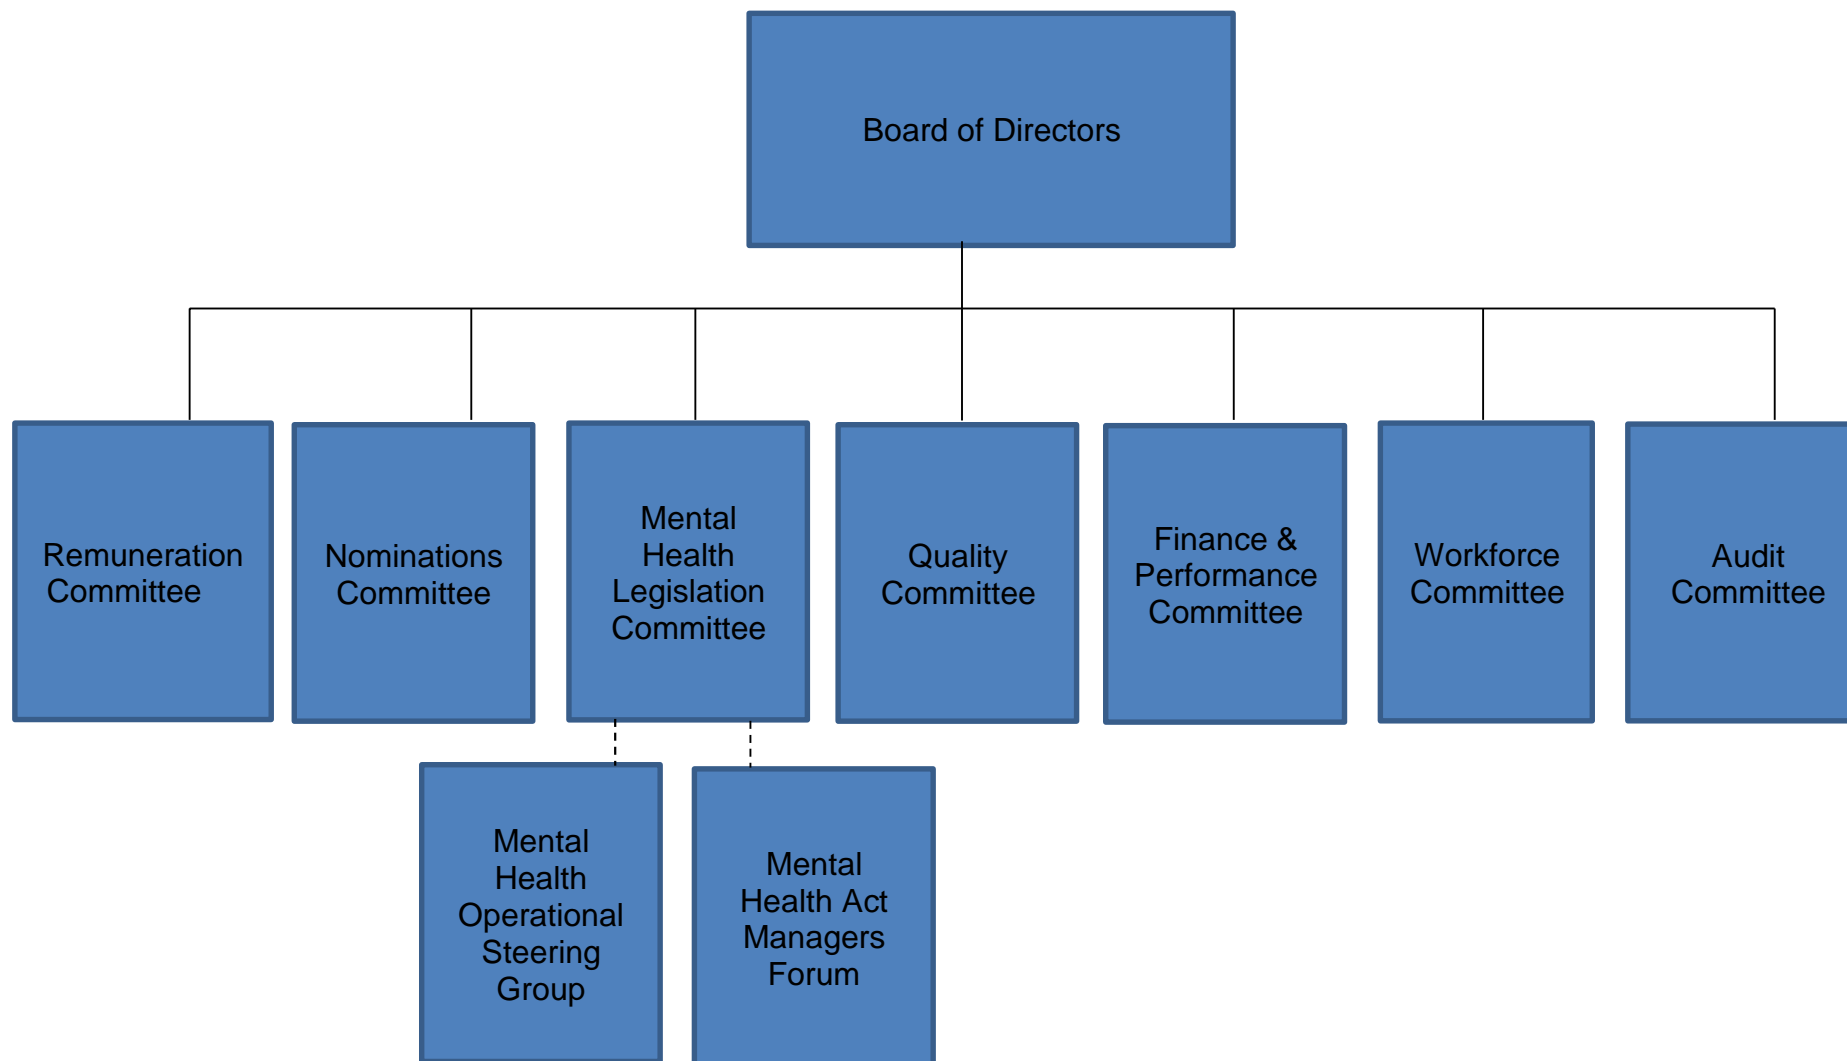 Board of Directors
Remuneration
Committee
Nominations
Committee
Mental
Health
Legislation
Committee
Quality
Committee
Finance &
Performance
Committee
Workforce
Committee
Audit
Committee
Mental
Health
Operational
Steering
Group
Mental
Health Act
Managers
Forum